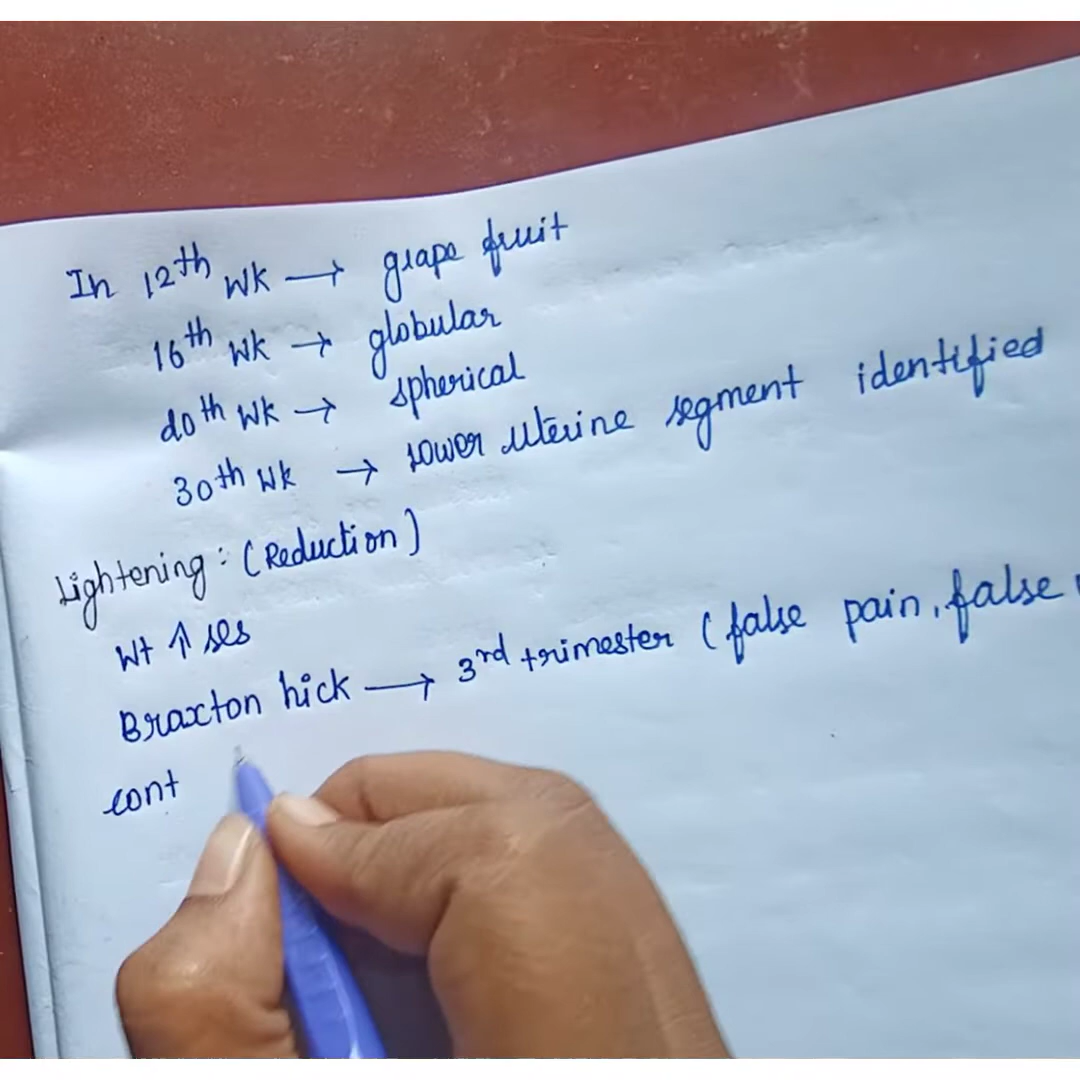 In 12th wk → grape fruit
16th wk → globular
20th wk → spherical
30th wk → Lower uterine segment identified
Lightening : (Reduction)
Wt ↑ses
Braxton hick → 3rd trimester (false pain, false
cont